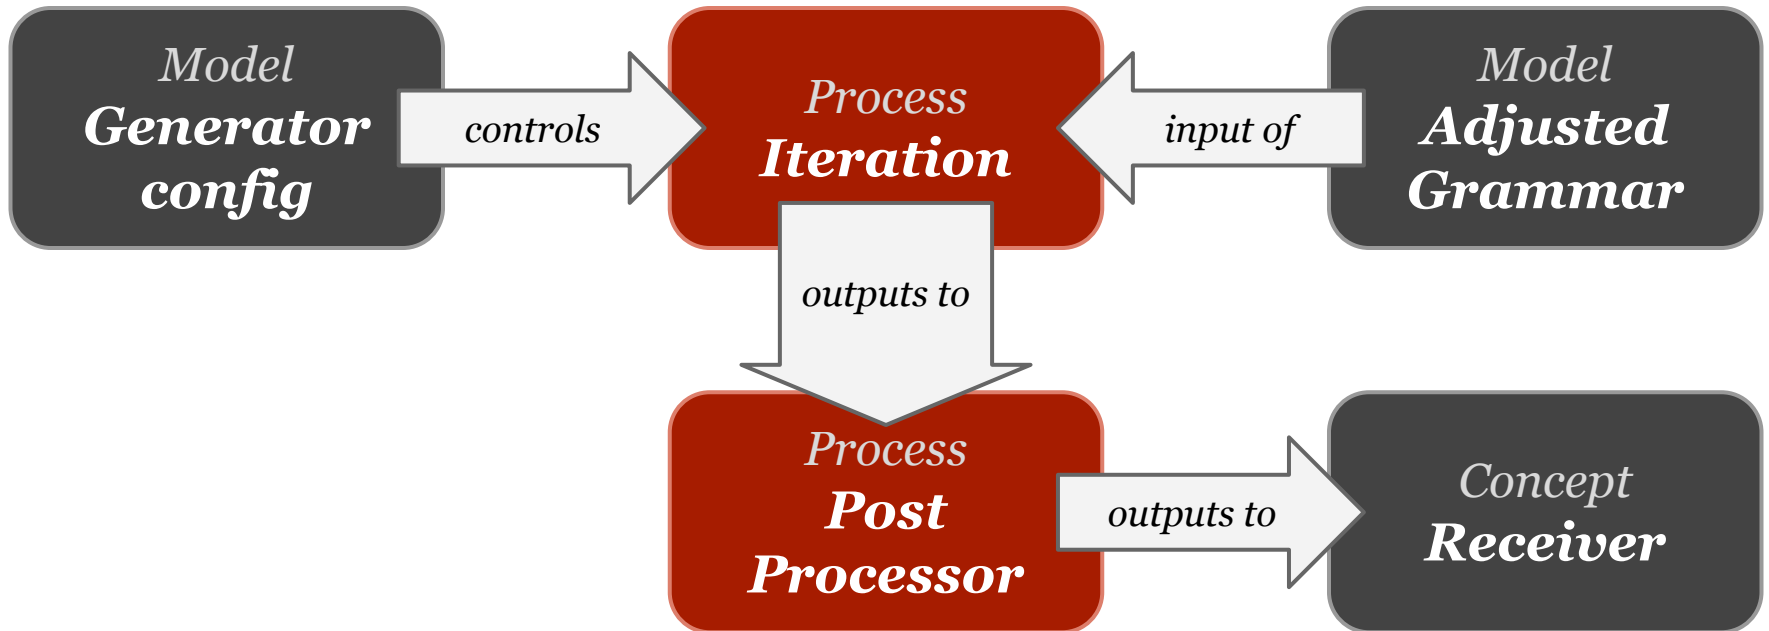 Model
Generator
config
controls
Process
Iteration
input of
Model
Adjusted
Grammar
outputs to
Process
Post
Processor
outputs to
Concept
Receiver